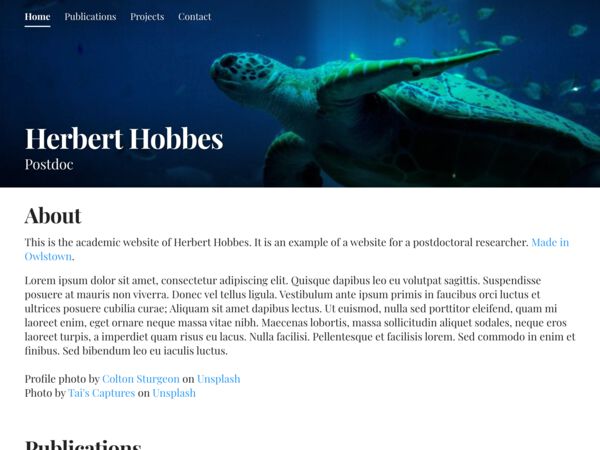 Home Publications Projects Contact
Herbert Hobbes
Postdoc
About
This is the academic website of Herbert Hobbes. It is an example of a website for a postdoctoral researcher. Made in
Owlstown.
Lorem ipsum dolor sit amet, consectetur adipiscing elit. Quisque dapibus leo eu volutpat sagittis. Suspendisse
posuere at mauris non viverra. Donec vel tellus ligula. Vestibulum ante ipsum primis in faucibus orci luctus et
ultrices posuere cubilia curae; Aliquam sit amet dapibus lectus. Ut euismod, nulla sed porttitor eleifend, quam mi
laoreet enim, eget ornare neque massa vitae nibh. Maecenas lobortis, massa sollicitudin aliquet sodales, neque eros
laoreet turpis, a imperdiet quam risus eu lacus. Nulla facilisi. Pellentesque et facilisis lorem. Sed commodo in enim et
finibus. Sed bibendum leo eu iaculis luctus.
Profile photo by Colton Sturgeon on Unsplash
Photo by Tai's Captures on Unsplash
Publications